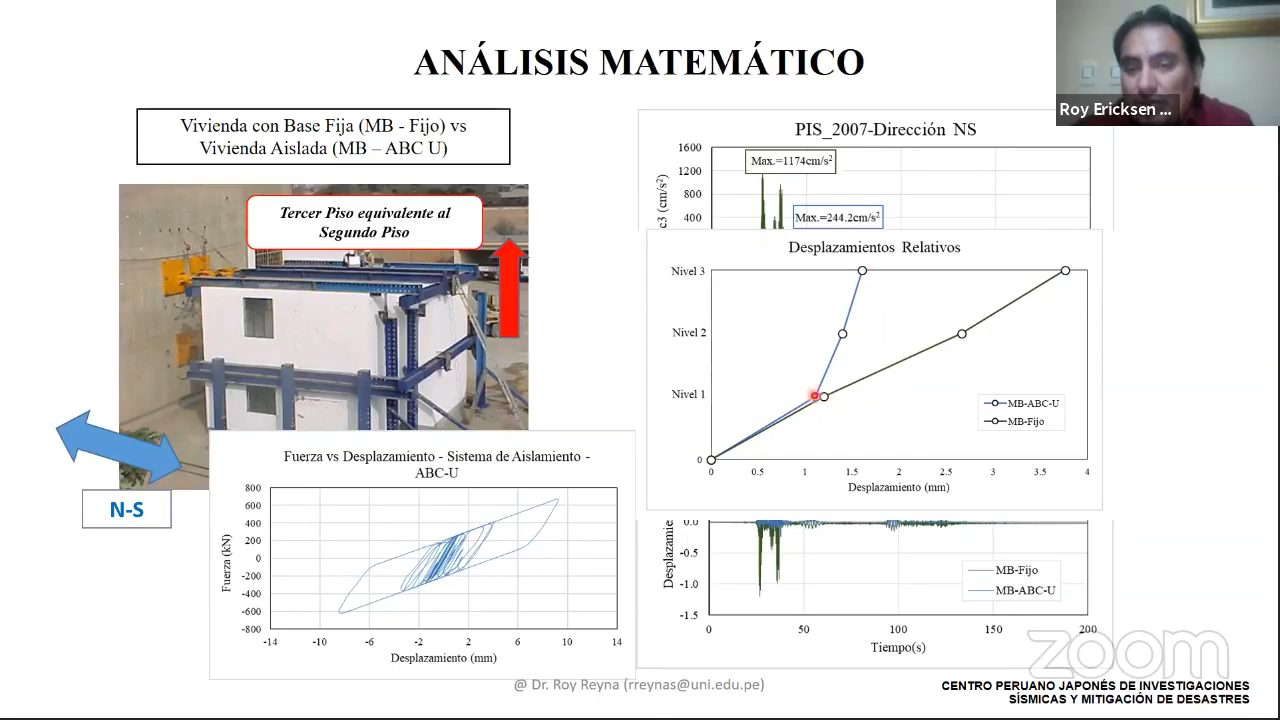 ANÁLISIS MATEMÁTICO
Roy Ericksen ...
Vivienda con Base Fija (MB - Fijo) vs
Vivienda Aislada (MB – ABC U)
Tercer Piso equivalente al
Segundo Piso
N-S
PIS_2007-Dirección NS
1600
1200
800
400
c3 (cm/s²)
Max.=1174cm/s²
Max.=244.2cm/s²
Desplazamientos Relativos
Nivel 3
Nivel 2
Nivel 1
0
0 0.5 1 1.5 2 2.5 3 3.5 4
Desplazamiento (mm)
MB-ABC-U
MB-Fijo
Fuerza vs Desplazamiento - Sistema de Aislamiento -
ABC-U
Fuerza (kN)
800
600
400
200
0
-200
-400
-600
-800
-14 -10 -6 -2 2 6 10 14
Desplazamiento (mm)
Desplazamie
0.0
-0.5
-1.0
-1.5
MB-Fijo
MB-ABC-U
0 50 100 150 200
Tiempo(s)
zoom
@ Dr. Roy Reyna (rreynas@uni.edu.pe)
CENTRO PERUANO JAPONÉS DE INVESTIGACIONES
SÍSMICAS Y MITIGACIÓN DE DESASTRES